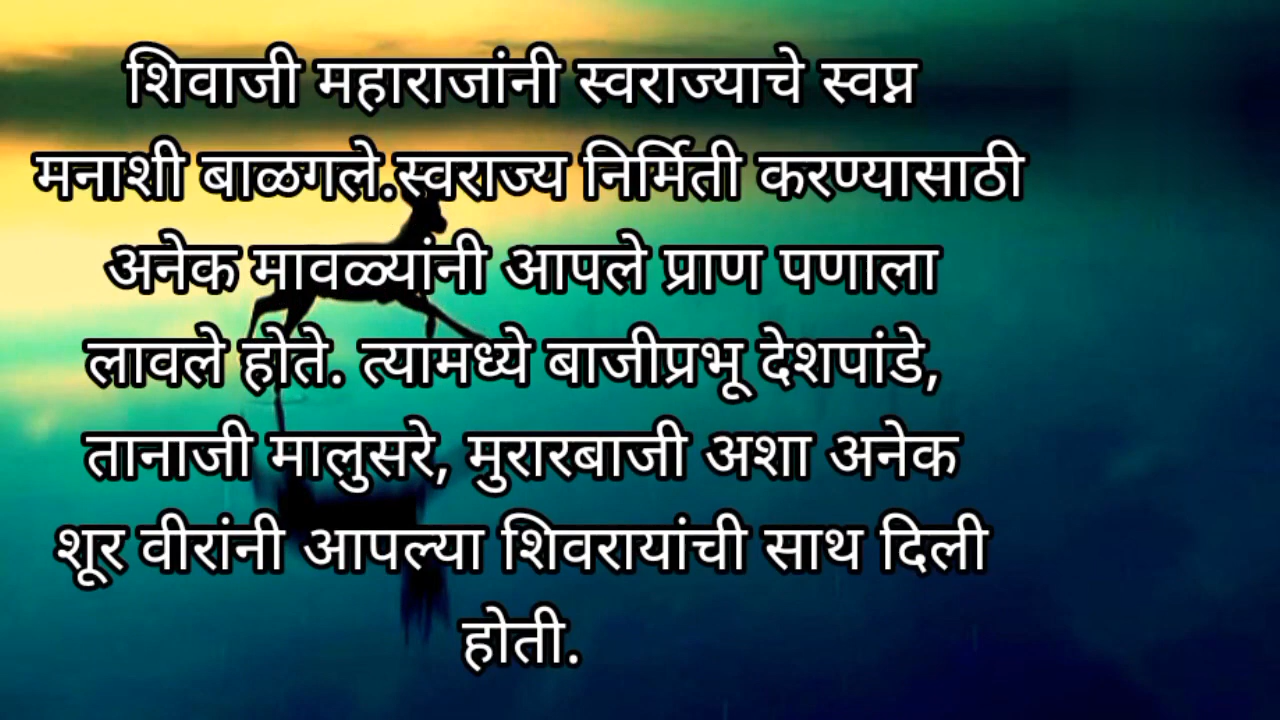 शिवाजी महाराजांनी स्वराज्याचे स्वप्न
मनाशी बाळगले.स्वराज्य निर्मिती करण्यासाठी
अनेक मावळ्यांनी आपले प्राण पणाला
लावले होते. त्यामध्ये बाजीप्रभू देशपांडे,
तानाजी मालुसरे, मुरारबाजी अशा अनेक
शूर वीरांनी आपल्या शिवरायांची साथ दिली
होती.